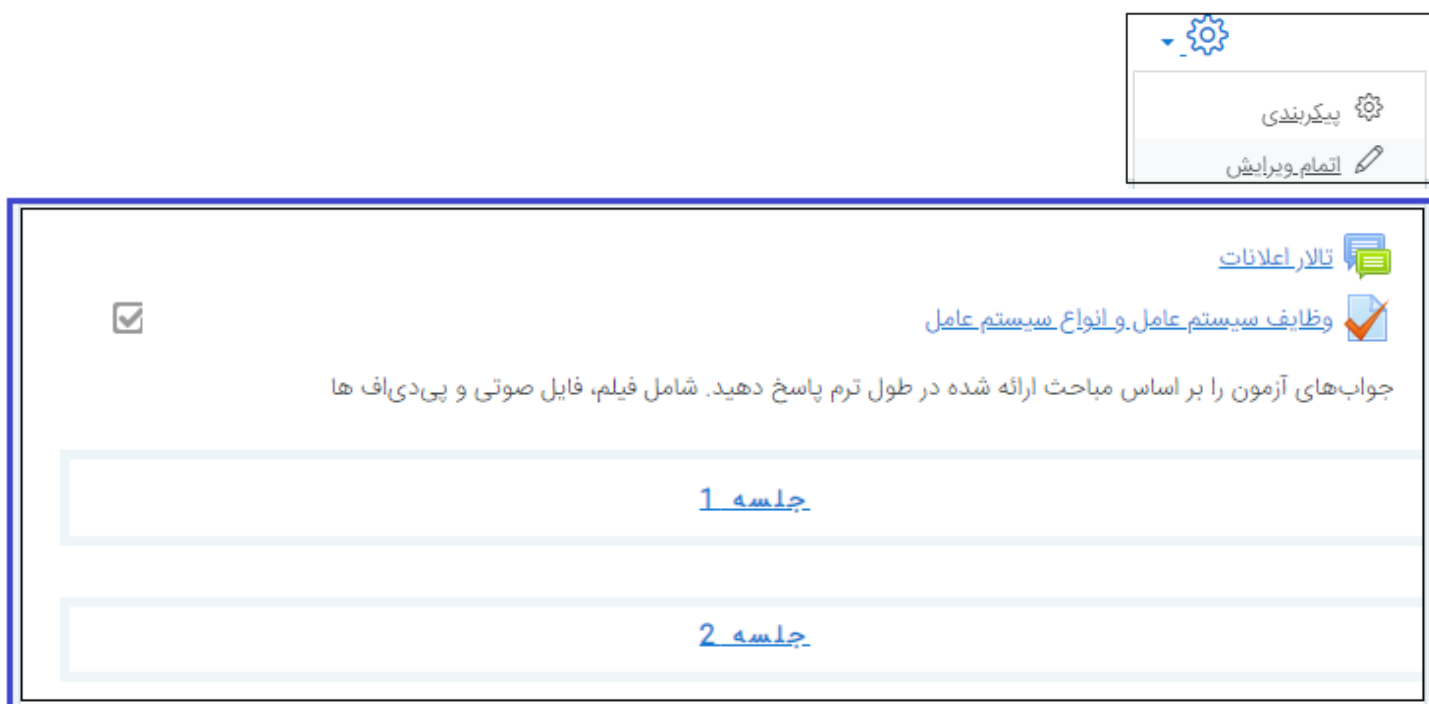 پیکربندی
اتمام ویرایش
تالار اعلانات
وظایف سیستم عامل و انواع سیستم عامل
جواب‌های آزمون را بر اساس مباحث ارائه شده در طول ترم پاسخ دهید. شامل فیلم، فایل صوتی و پی‌دی‌اف ها
جلسه 1
جلسه 2